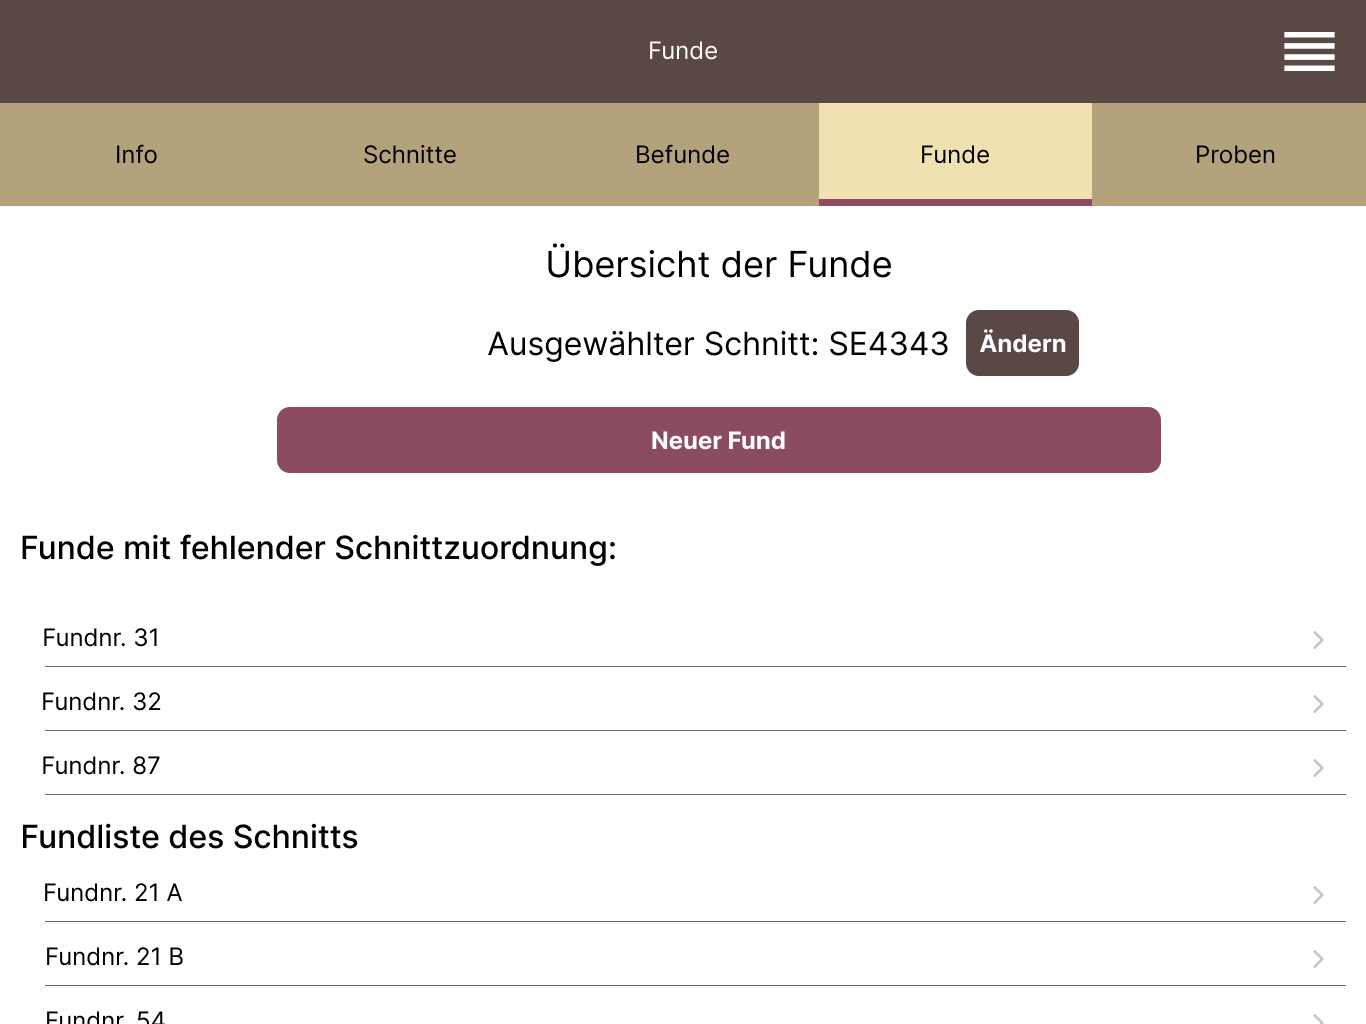 Funde
Info Schnitte Befunde Funde Proben
Übersicht der Funde
Ausgewählter Schnitt: SE4343 Ändern
Neuer Fund
Funde mit fehlender Schnittzuordnung:
Fundnr. 31
Fundnr. 32
Fundnr. 87
Fundliste des Schnitts
Fundnr. 21 A
Fundnr. 21 B
Fundnr. 54